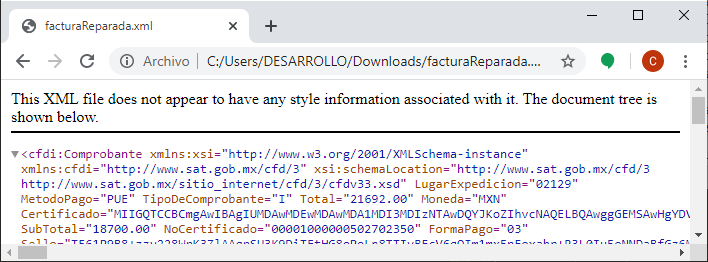 facturaReparada.xml
Archivo C:/Users/DESARROLLO/Downloads/facturaReparada.... C
This XML file does not appear to have any style information associated with it. The document tree is
shown below.
<cfdi:Comprobante xmlns:xsi="http://www.w3.org/2001/XMLSchema-instance"
xmlns:cfdi="http://www.sat.gob.mx/cfd/3" xsi:schemaLocation="http://www.sat.gob.mx/cfd/3
http://www.sat.gob.mx/sitio_internet/cfd/3/cfdv33.xsd" LugarExpedicion="02129"
MetodoPago="PUE" TipoDeComprobante="I" Total="21692.00" Moneda="MXN"
Certificado="MIIGQTCCBCmgAwIBAgIUMDAwMDEwMDAwMDA1MDI3MDIzNTAwDQYJKoZIhvcNAQELBQAwggGEMSAwHgYDV
SubTotal="18700.00" NoCertificado="00001000000502702350" FormaPago="03"